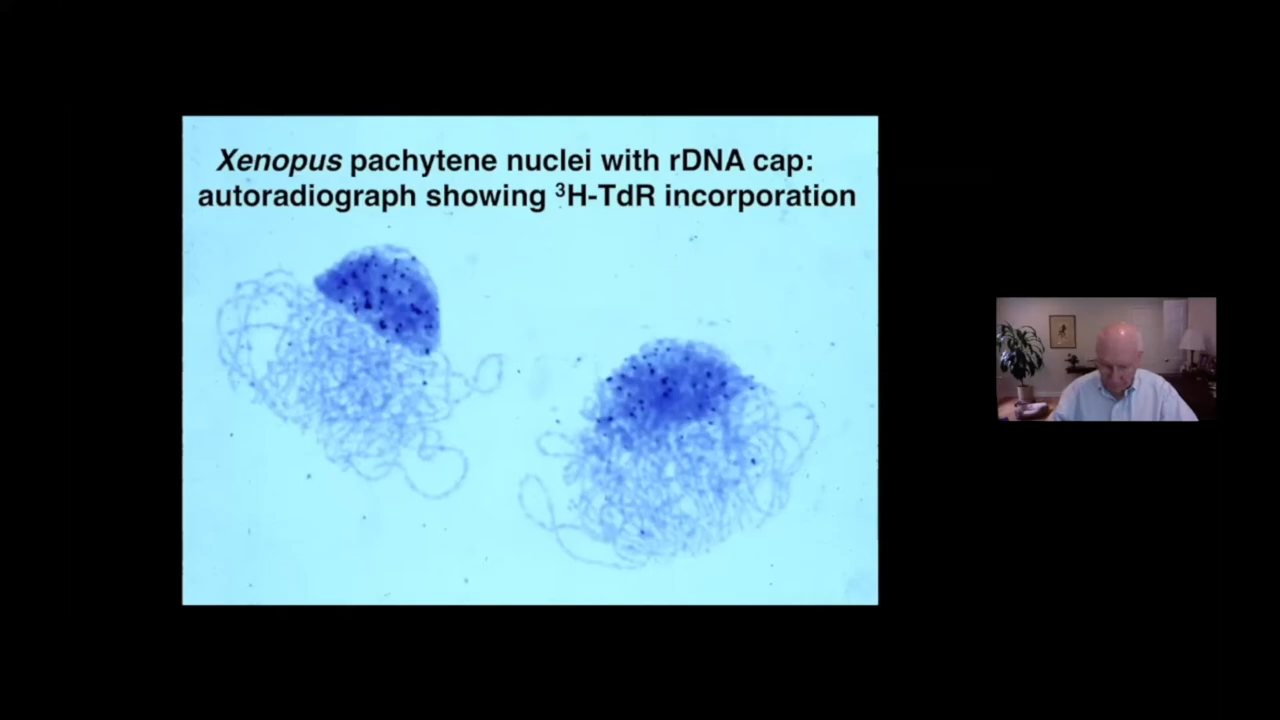 Xenopus pachytene nuclei with rDNA cap:
autoradiograph showing ³H-TdR incorporation